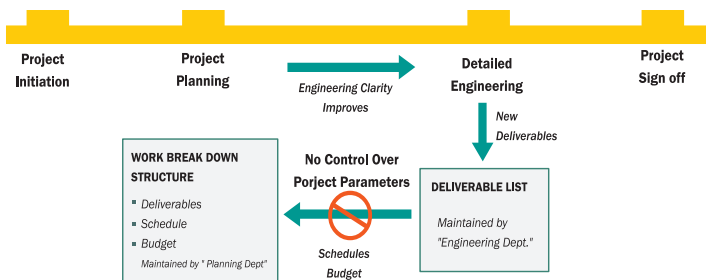 Project
Initiation
Project
Planning
Engineering Clarity
Improves
Detailed
Engineering
Project
Sign off
New
Deliverables
WORK BREAK DOWN
STRUCTURE
▪ Deliverables
▪ Schedule
▪ Budget
Maintained by " Planning Dept"
No Control Over
Porject Parameters
Schedules
Budget
DELIVERABLE LIST
Maintained by
"Engineering Dept."